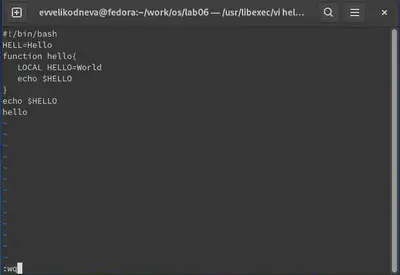 evvelikodneva@fedora:~/work/os/lab06 — /usr/libexec/vi hel...
#!/bin/bash
HELL=Hello
function hello{
LOCAL HELLO=World
echo $HELLO
}
echo $HELLO
hello
~
~
~
~
~
~
~
~
~
~
~
~
:wq